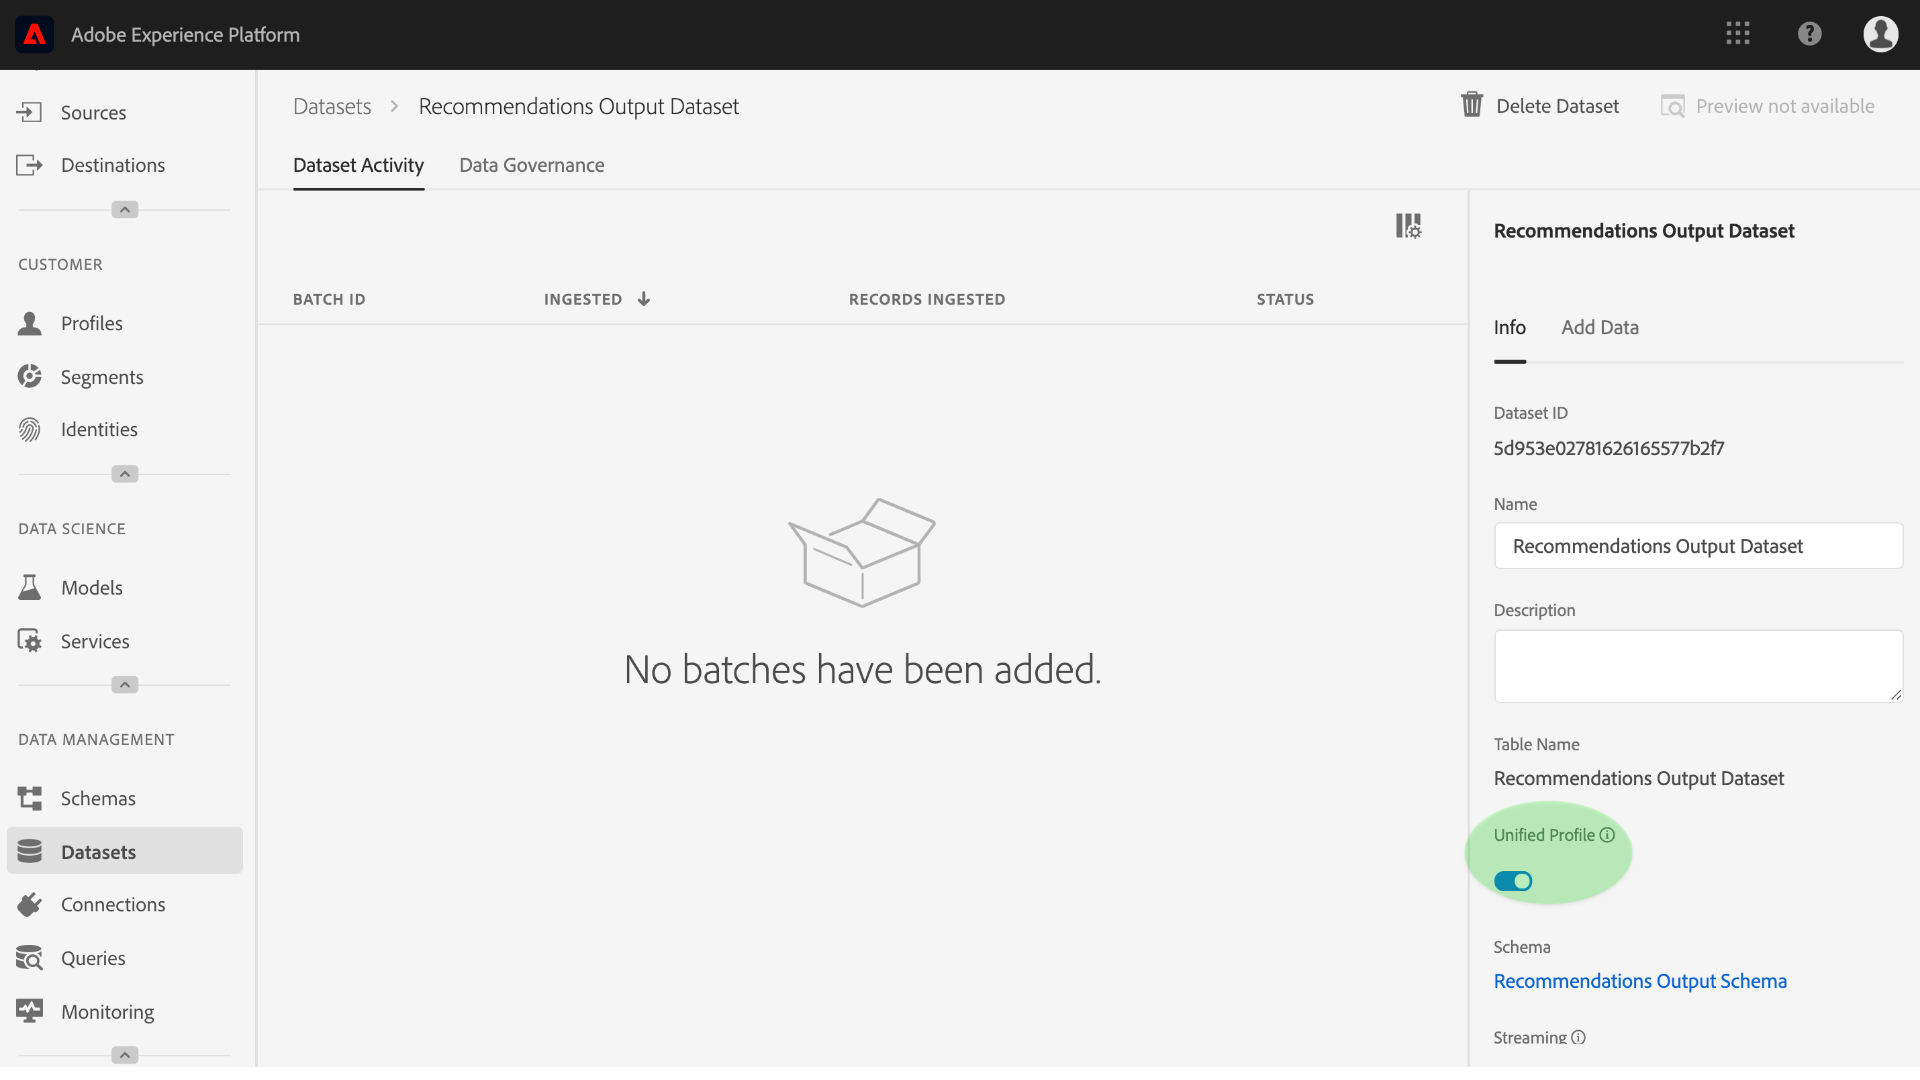 Adobe Experience Platform
Sources
Destinations
CUSTOMER
Profiles
Segments
Identities
DATA SCIENCE
Models
Services
DATA MANAGEMENT
Schemas
Datasets
Connections
Queries
Monitoring
Datasets > Recommendations Output Dataset
Delete Dataset
Preview not available
Dataset Activity Data Governance
BATCH ID INGESTED RECORDS INGESTED STATUS
No batches have been added.
Recommendations Output Dataset
Info Add Data
Dataset ID
5d953e02781626165577b2f7
Name
Recommendations Output Dataset
Description
Table Name
Recommendations Output Dataset
Unified Profile
Schema
Recommendations Output Schema
Streaming